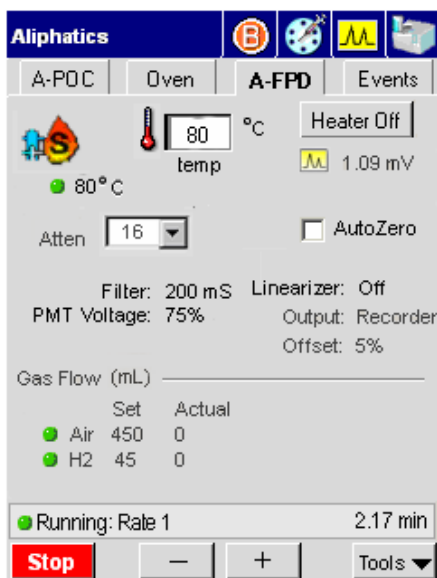 Aliphatics B
A-POC Oven A-FPD Events
S 80 °C Heater Off
temp 1.09 mV
80° C
Atten 16 AutoZero
Filter: 200 mS Linearizer: Off
PMT Voltage: 75% Output: Recorder
Offset: 5%
Gas Flow (mL)
Set Actual
Air 450 0
H2 45 0
Running: Rate 1 2.17 min
Stop — + Tools